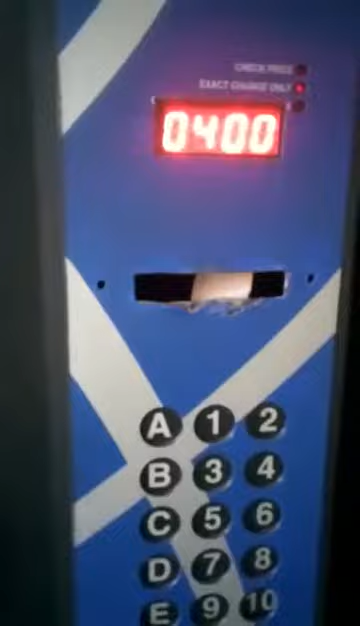 CHECK PRICE
EXACT CHANGE ONLY
0400
A 1 2
B 3 4
C 5 6
D 7 8
E 9 10